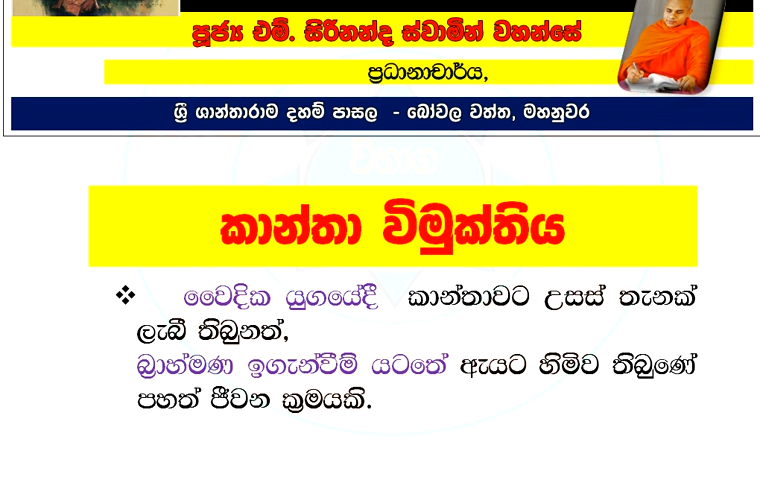 පූජ්‍ය එම්. සිරිනන්ද ස්වාමීන් වහන්සේ
ප්‍රධානාචාර්ය,
ශ්‍රී ශාන්තාරාම දහම් පාසල - බෝවල වත්ත, මහනුවර
කාන්තා විමුක්තිය
❖ වෛදික යුගයේදී කාන්තාවට උසස් තැනක්
ලැබී තිබුනත්,
බ්‍රාහ්මණ ඉගැන්වීම් යටතේ ඇයට හිමිව තිබුණේ
පහත් ජීවන ක්‍රමයකි.